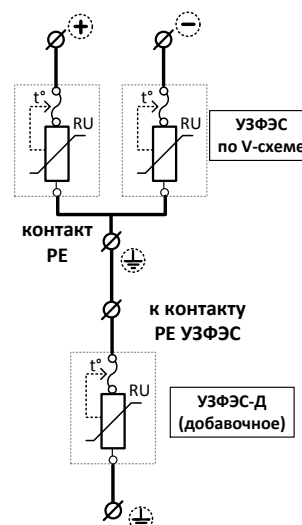 +
−
t°
RU
t°
RU
УЗФЭС
по V-схеме
контакт
PE
к контакту
PE УЗФЭС
t°
RU
УЗФЭС-Д
(добавочное)